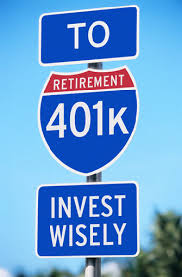 TO
RETIREMENT
401K
INVEST
WISELY